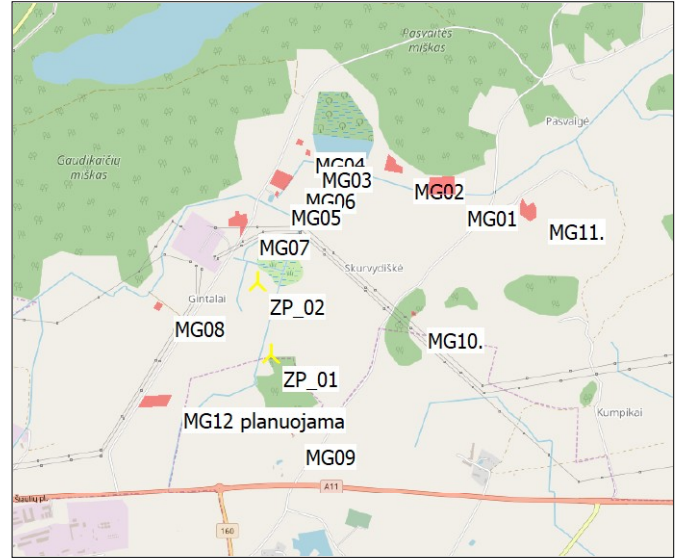 Pasvaitės
miškas
Pasvaigė
Gaudikaičių
miškas
MG04
MG03
MG02
MG06
MG05
MG01
MG11.
MG07
Skurvydiškė
Gintalai
ZP_02
MG08
MG10.
ZP_01
MG12 planuojama
Kumpikai
MG09
A11
160